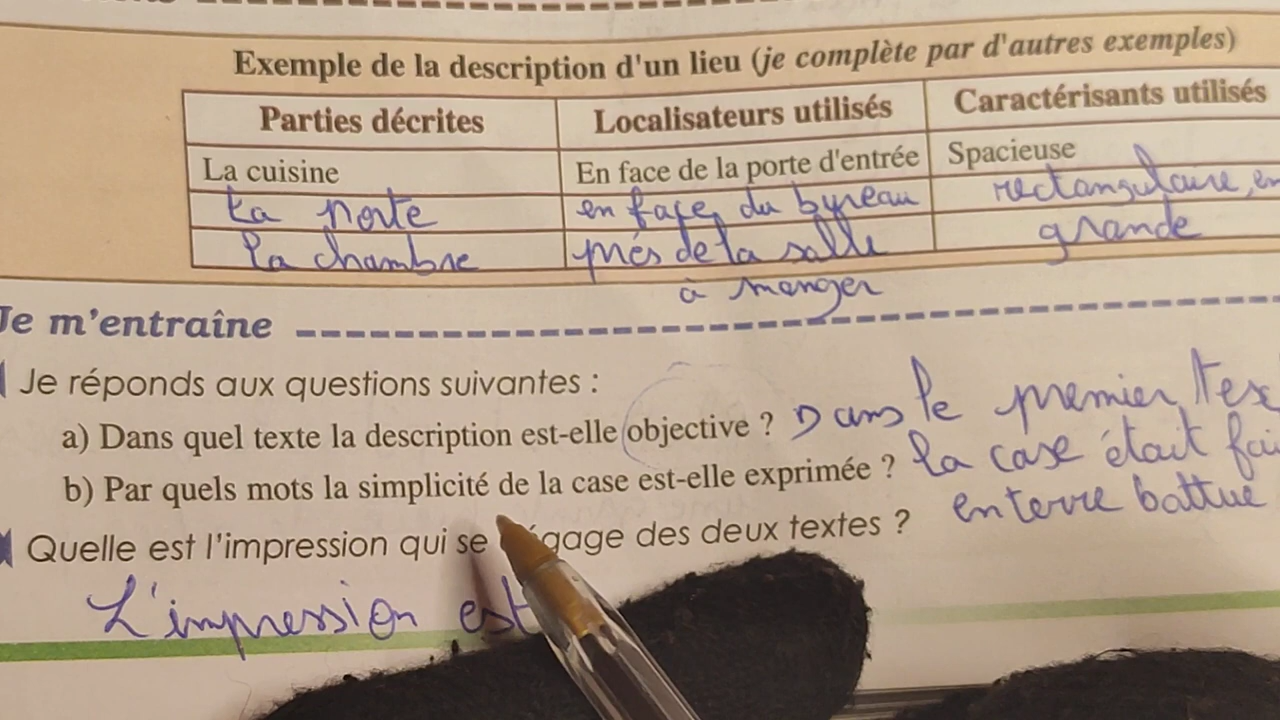 Exemple de la description d'un lieu (je complète par d'autres exemples)
Parties décrites Localisateurs utilisés Caractérisants utilisés
La cuisine En face de la porte d'entrée Spacieuse
La porte en face du bureau rectangulaire, en
La chambre près de la salle grande
à manger
Je m'entraîne
Je réponds aux questions suivantes :
a) Dans quel texte la description est-elle objective ? Dans le premier Tex
b) Par quels mots la simplicité de la case est-elle exprimée ? la case était fai
en terre battue
Quelle est l'impression qui se gage des deux textes ?
L'impression est